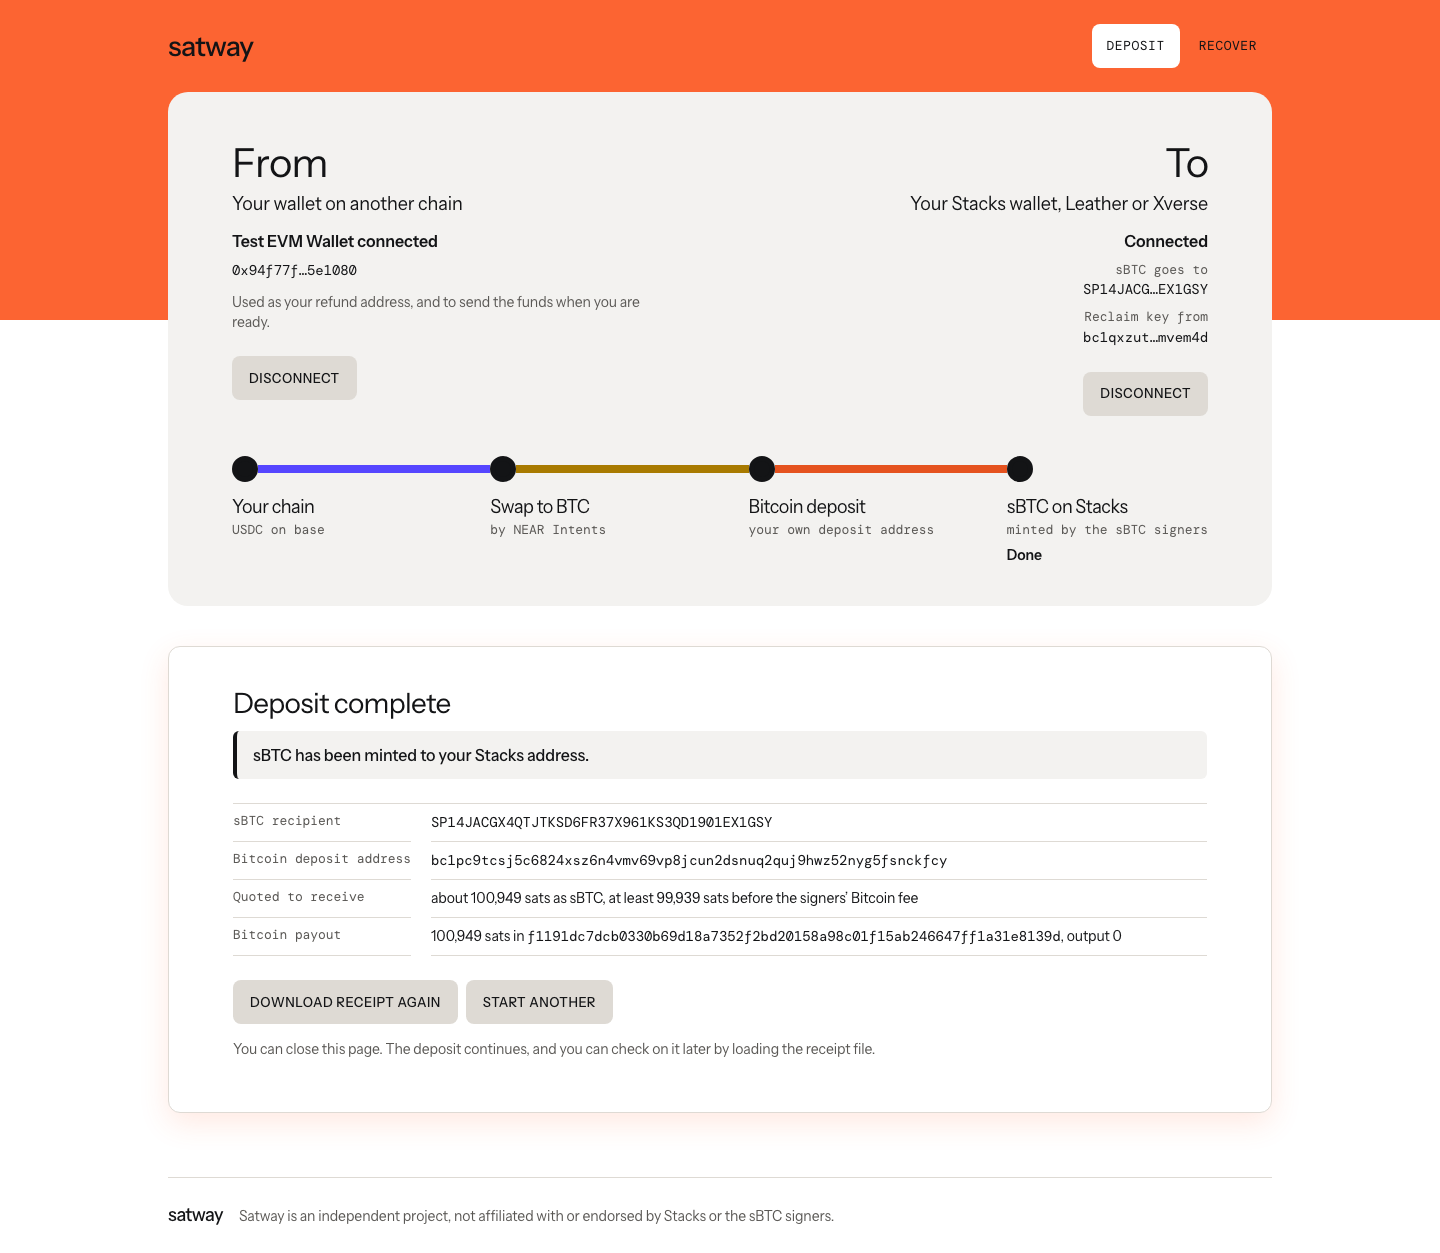 satway
DEPOSIT
RECOVER
From
Your wallet on another chain
Test EVM Wallet connected
0x94f77f…5e1080
Used as your refund address, and to send the funds when you are
ready.
DISCONNECT
To
Your Stacks wallet, Leather or Xverse
Connected
sBTC goes to
SP14JACG…EX1GSY
Reclaim key from
bc1qxzut…mvem4d
DISCONNECT
Your chain
USDC on base
Swap to BTC
by NEAR Intents
Bitcoin deposit
your own deposit address
sBTC on Stacks
minted by the sBTC signers
Done
Deposit complete
sBTC has been minted to your Stacks address.
sBTC recipient SP14JACGX4QTJTKSD6FR37X961KS3QD1901EX1GSY
Bitcoin deposit address bc1pc9tcsj5c6824xsz6n4vmv69vp8jcun2dsnuq2quj9hwz52nyg5fsnckfcy
Quoted to receive about 100,949 sats as sBTC, at least 99,939 sats before the signers’ Bitcoin fee
Bitcoin payout 100,949 sats in f1191dc7dcb0330b69d18a7352f2bd20158a98c01f15ab246647ff1a31e8139d, output 0
DOWNLOAD RECEIPT AGAIN
START ANOTHER
You can close this page. The deposit continues, and you can check on it later by loading the receipt file.
satway Satway is an independent project, not affiliated with or endorsed by Stacks or the sBTC signers.